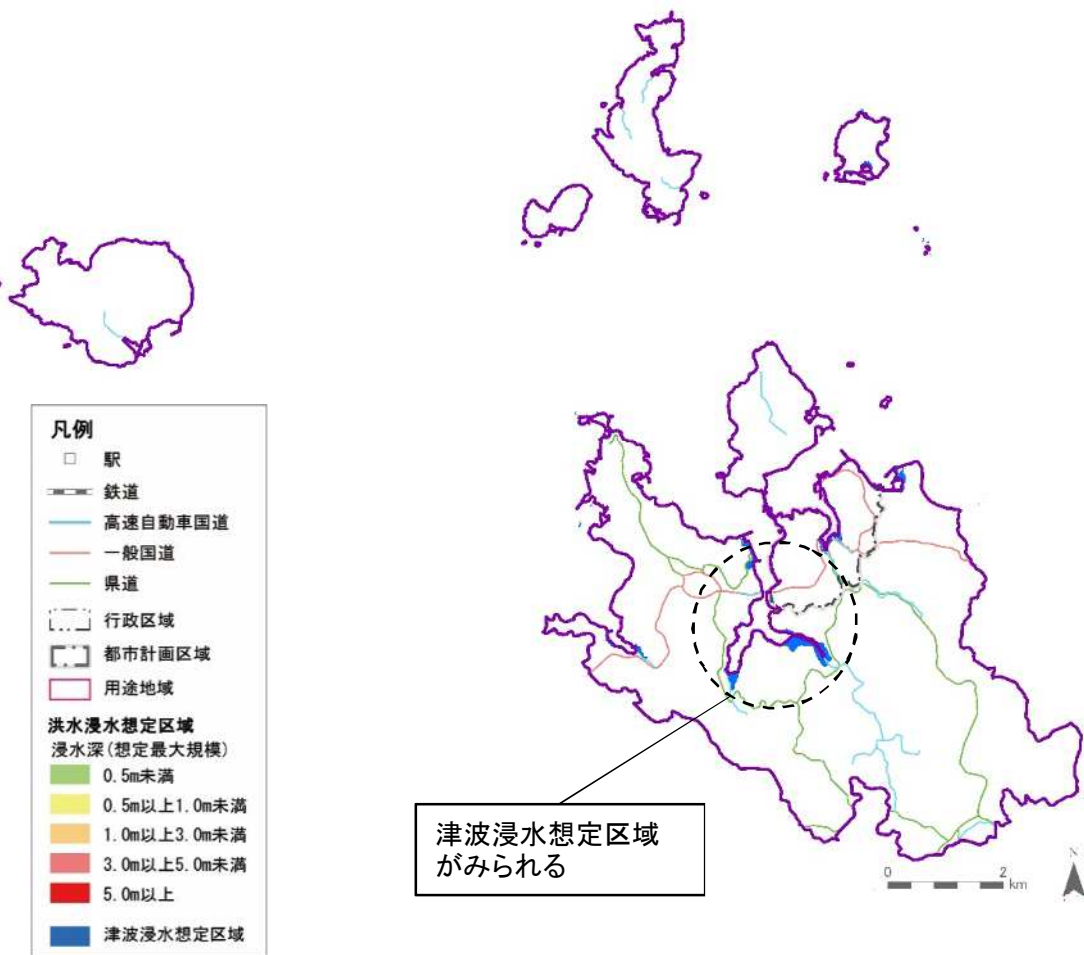 凡例
駅
鉄道
高速自動車国道
一般国道
県道
行政区域
都市計画区域
用途地域
洪水浸水想定区域
浸水深(想定最大規模)
0.5m未満
0.5m以上1.0m未満
1.0m以上3.0m未満
3.0m以上5.0m未満
5.0m以上
津波浸水想定区域
津波浸水想定区域
がみられる
0 2
km
N